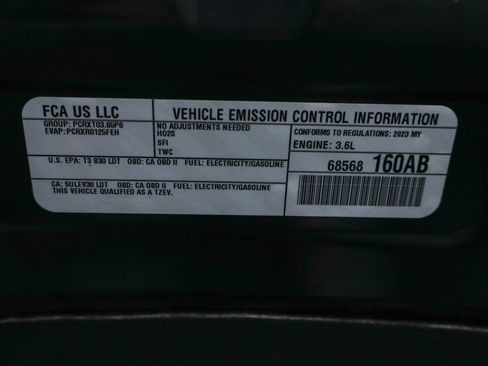 FCA US LLC
GROUP: PCRXT03.65P6
EVAP: PCRXR0125FEH
VEHICLE EMISSION CONTROL INFORMATION
NO ADJUSTMENTS NEEDED
HO2S
SFI
TWC
CONFORMS TO REGULATIONS: 2023 MY
ENGINE: 3.6L
U.S. EPA: T3 B30 LDT OBD: CA OBD II FUEL: ELECTRICITY/GASOLINE
68568 160AB
CA: SULEV30 LDT OBD: CA OBD II FUEL: ELECTRICITY/GASOLINE
THIS VEHICLE QUALIFIED AS A TZEV.